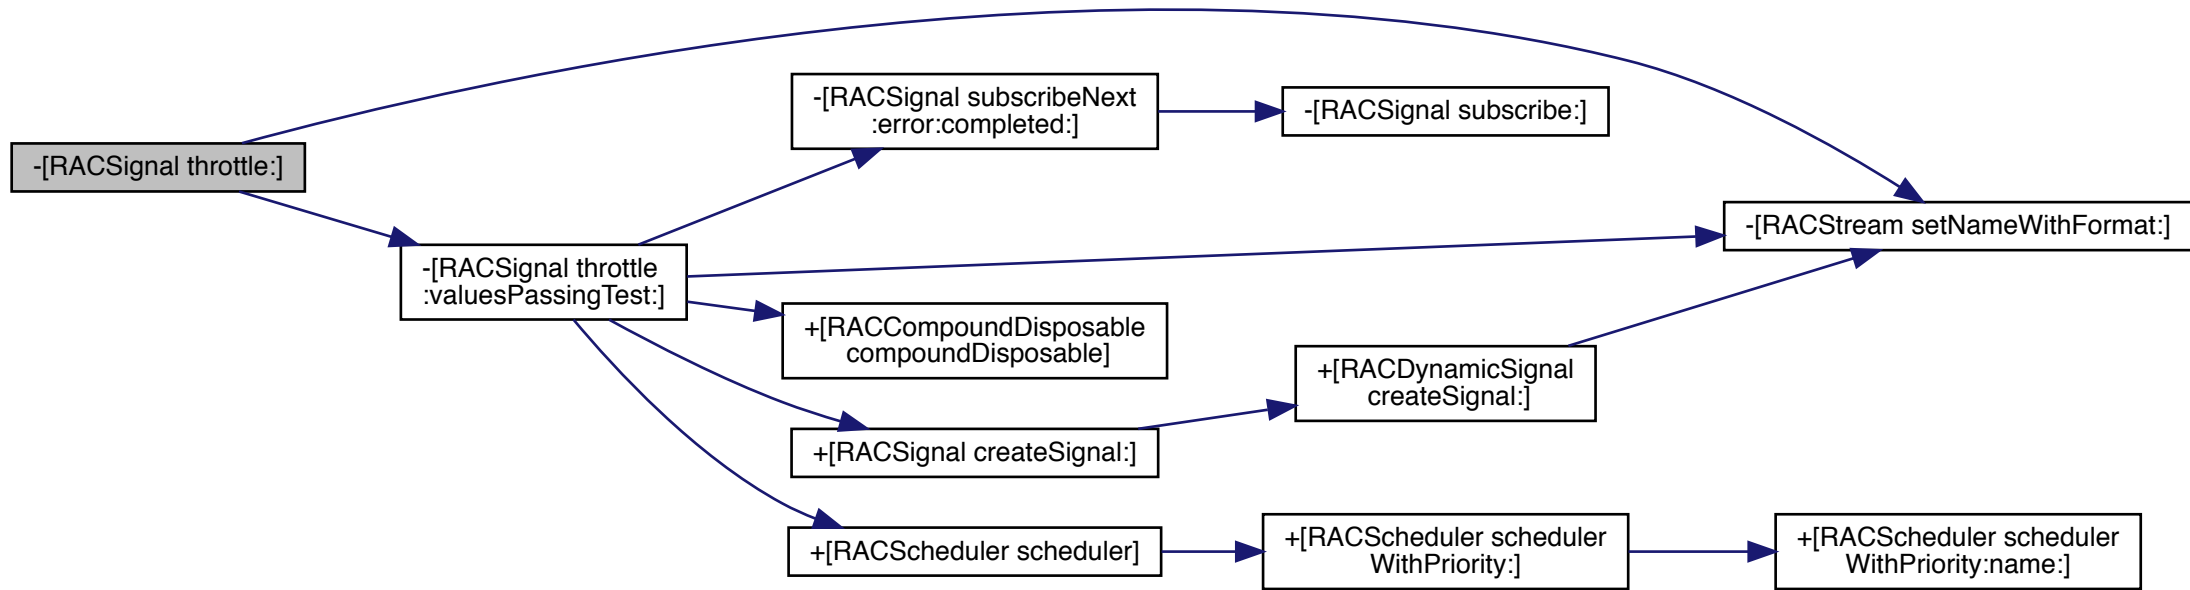 -[RACSignal throttle:]
-[RACSignal throttle
:valuesPassingTest:]
-[RACSignal subscribeNext
:error:completed:]
-[RACSignal subscribe:]
-[RACStream setNameWithFormat:]
+[RACCompoundDisposable
compoundDisposable]
+[RACSignal createSignal:]
+[RACDynamicSignal
createSignal:]
+[RACScheduler scheduler]
+[RACScheduler scheduler
WithPriority:]
+[RACScheduler scheduler
WithPriority:name:]